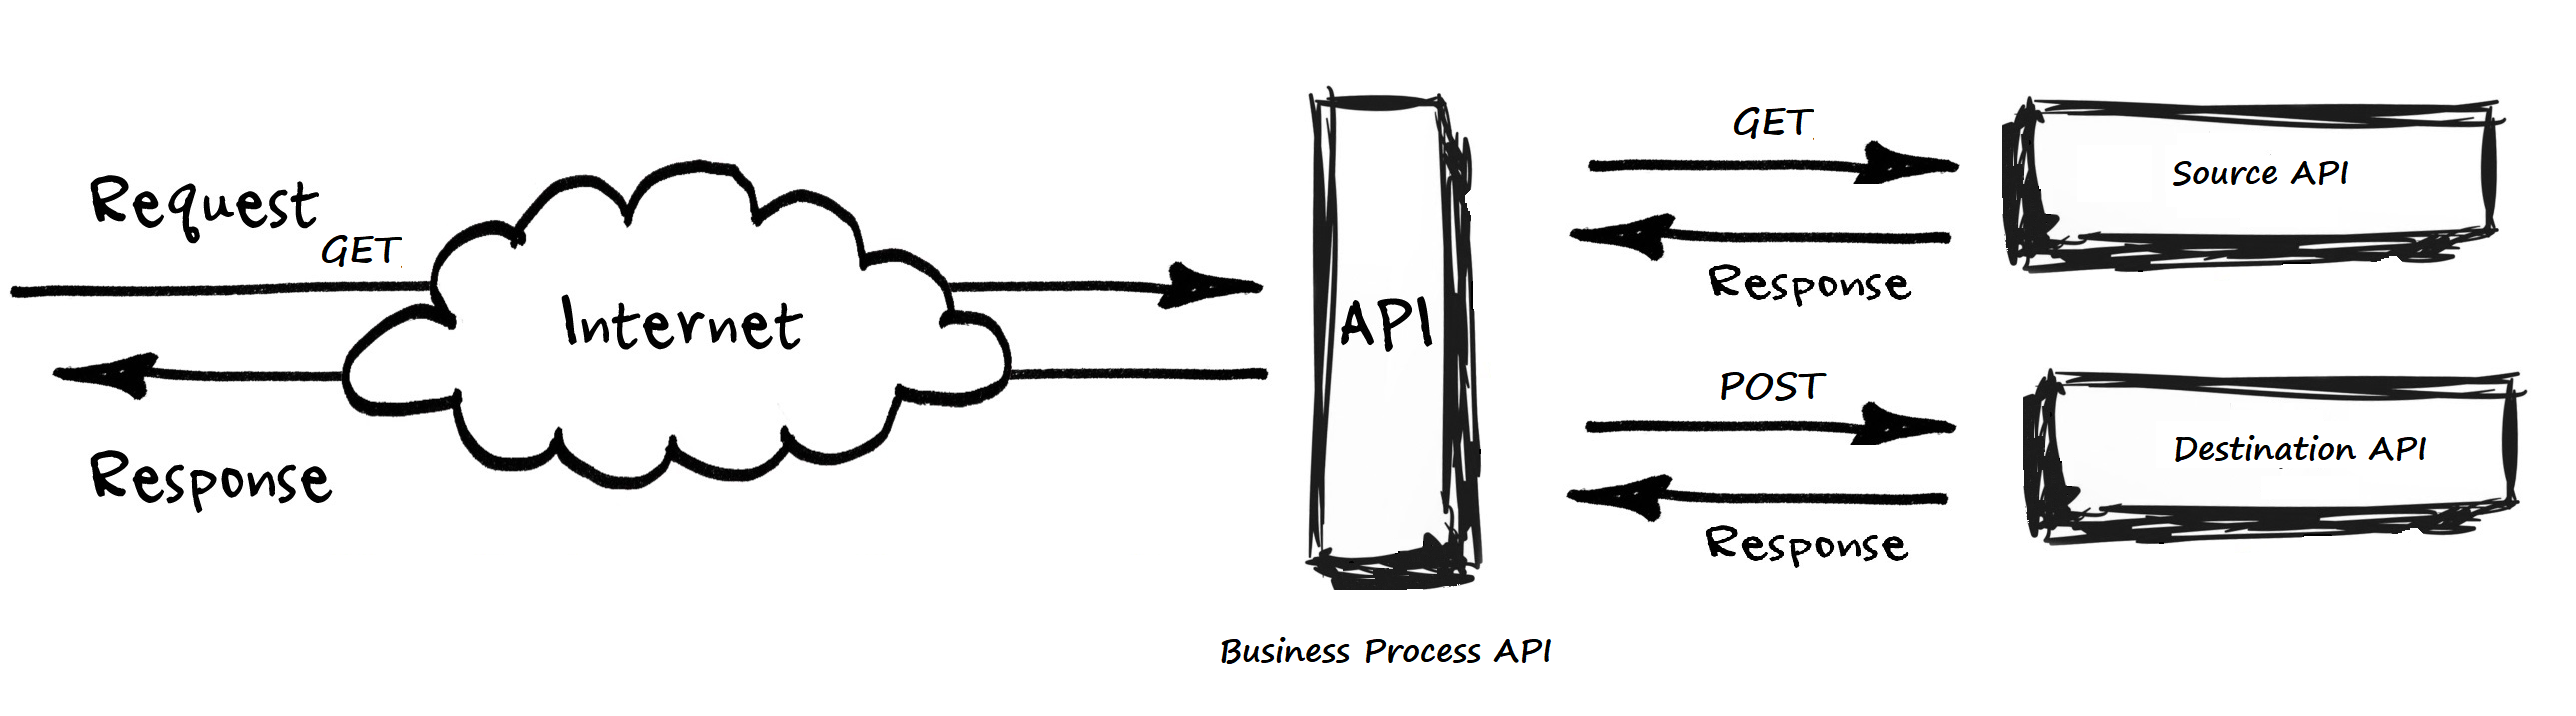 Request
GET
Internet
Response
API
Business Process API
GET
Response
Source API
POST
Response
Destination API